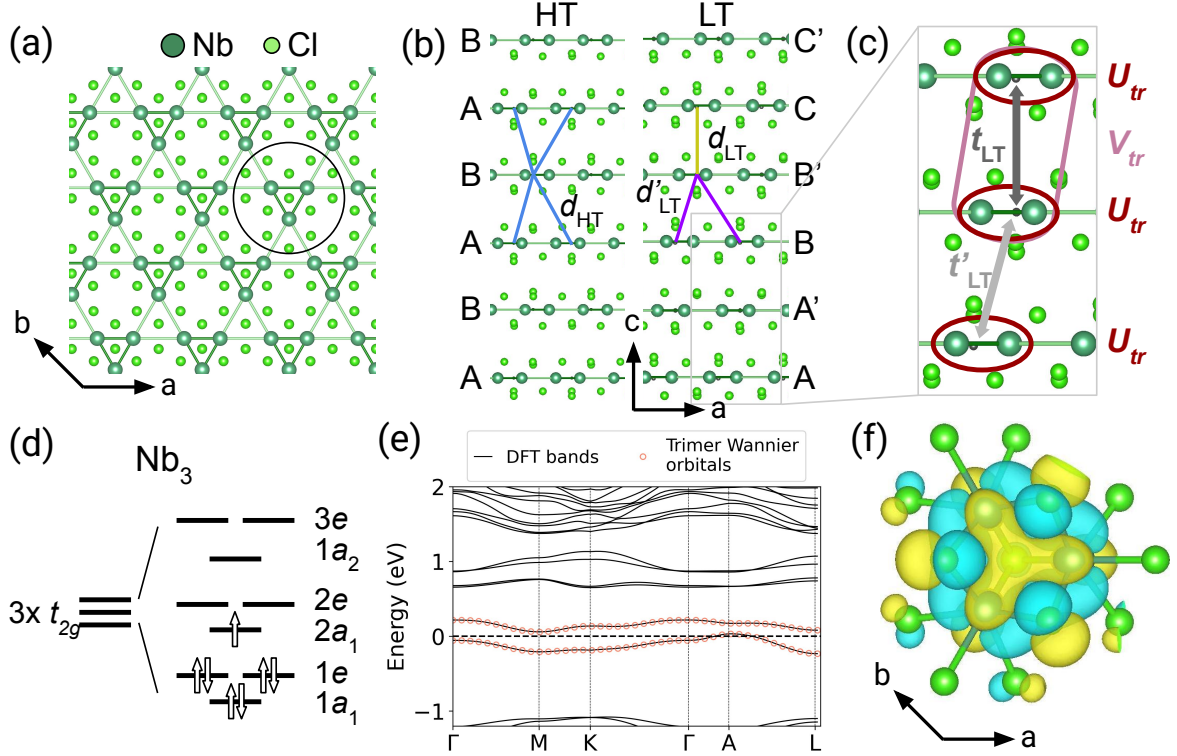 (a)
Nb Cl
b
a
(b)
HT LT
B C'
A C
B B'
A B
B A'
A A
d_HT
d_LT
d'_LT
c
a
(c)
U_tr
V_tr
U_tr
U_tr
t_LT
t'_LT
(d)
Nb_3
3x t_2g
3e
1a_2
2e
2a_1
1e
1a_1
(e)
DFT bands
Trimer Wannier
orbitals
Energy (eV)
2
1
0
−1
Γ M K Γ A L
(f)
b
a